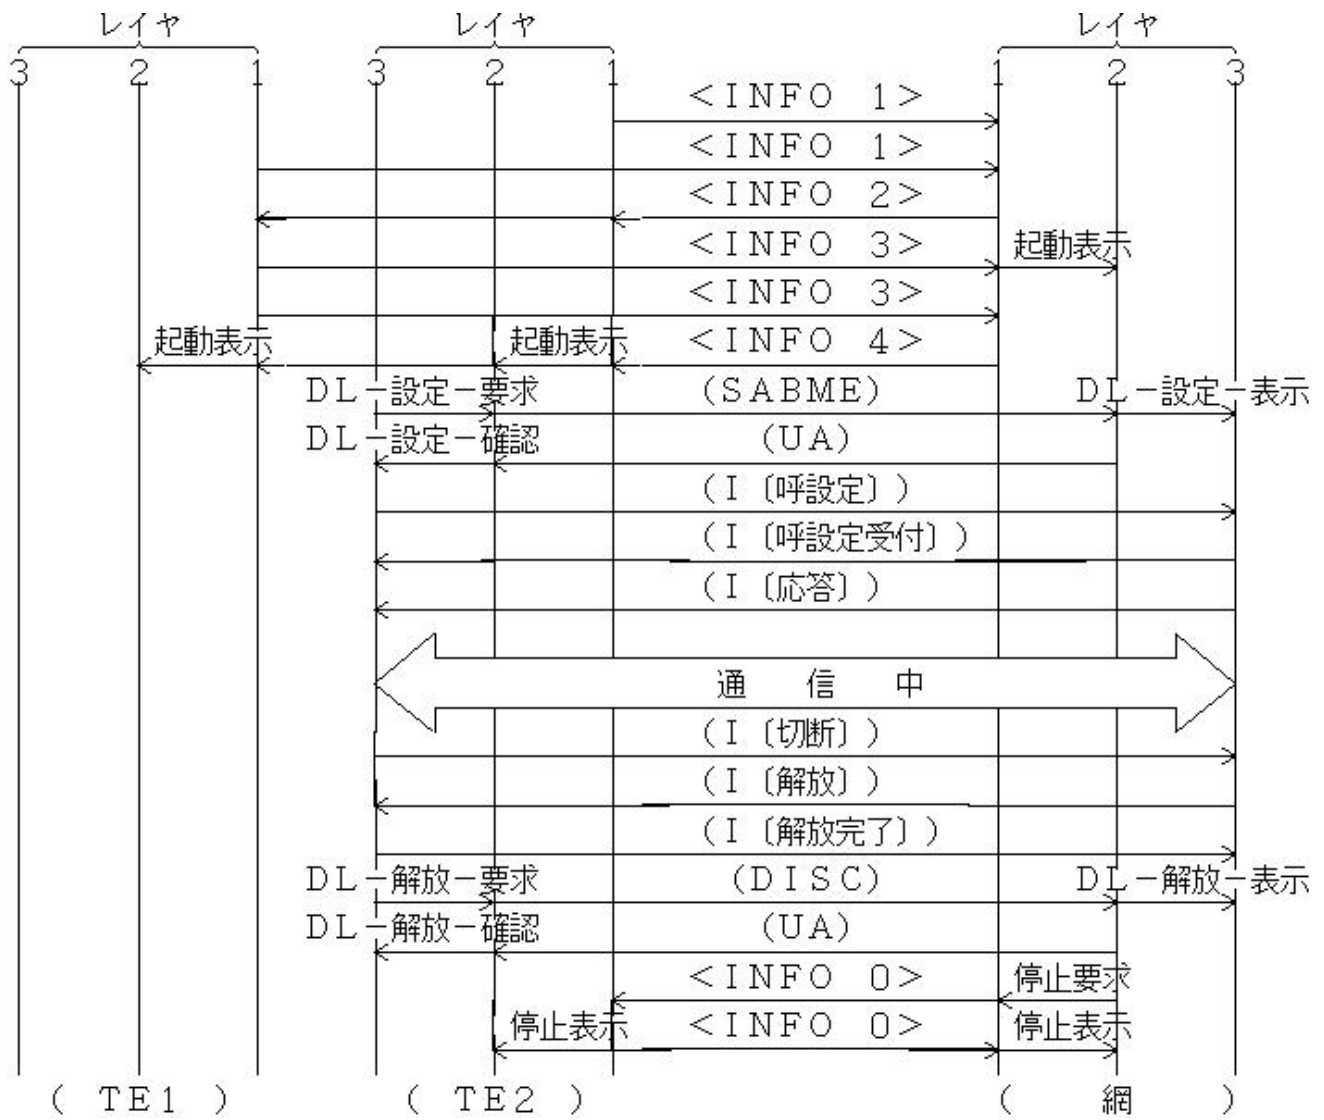 レイヤ レイヤ レイヤ
3 2 1 3 2 1 1 2 3
＜ＩＮＦＯ　１＞
＜ＩＮＦＯ　１＞
＜ＩＮＦＯ　２＞
＜ＩＮＦＯ　３＞ 起動表示
＜ＩＮＦＯ　３＞
起動表示 起動表示 ＜ＩＮＦＯ　４＞
ＤＬ－設定－要求 （ＳＡＢＭＥ） ＤＬ－設定－表示
ＤＬ－設定－確認 （ＵＡ）
（Ｉ〔呼設定〕）
（Ｉ〔呼設定受付〕）
（Ｉ〔応答〕）
通　信　中
（Ｉ〔切断〕）
（Ｉ〔解放〕）
（Ｉ〔解放完了〕）
ＤＬ－解放－要求 （ＤＩＳＣ） ＤＬ－解放－表示
ＤＬ－解放－確認 （ＵＡ）
＜ＩＮＦＯ　０＞ 停止要求
停止表示 ＜ＩＮＦＯ　０＞ 停止表示
（　ＴＥ１　） （　ＴＥ２　） （　網　）